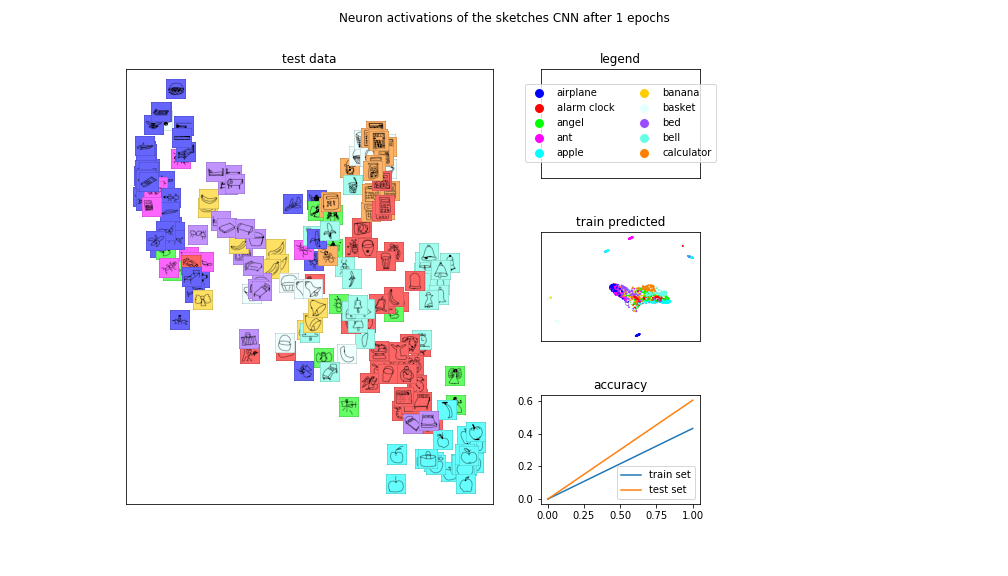 Neuron activations of the sketches CNN after 1 epochs
test data
legend
airplane
alarm clock
angel
ant
apple
banana
basket
bed
bell
calculator
train predicted
accuracy
0.6
0.4
0.2
0.0
train set
test set
0.00 0.25 0.50 0.75 1.00